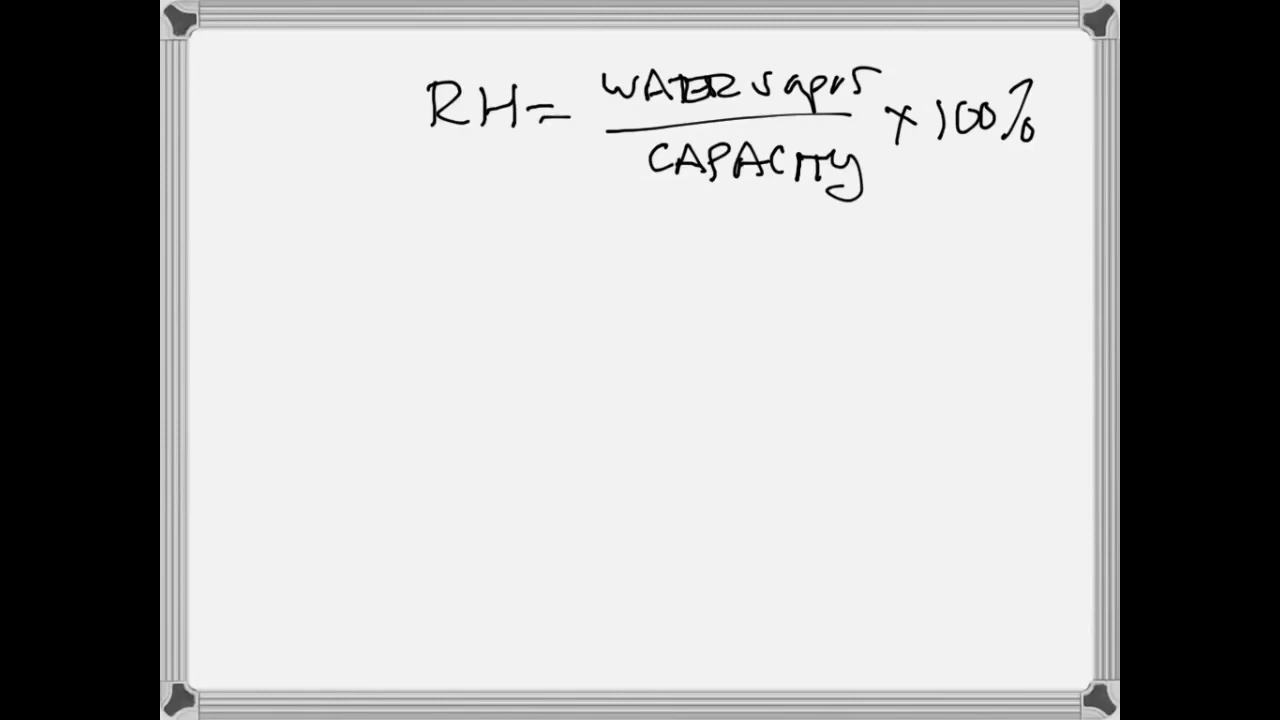 RH = WATER vapor / CAPACITY × 100%